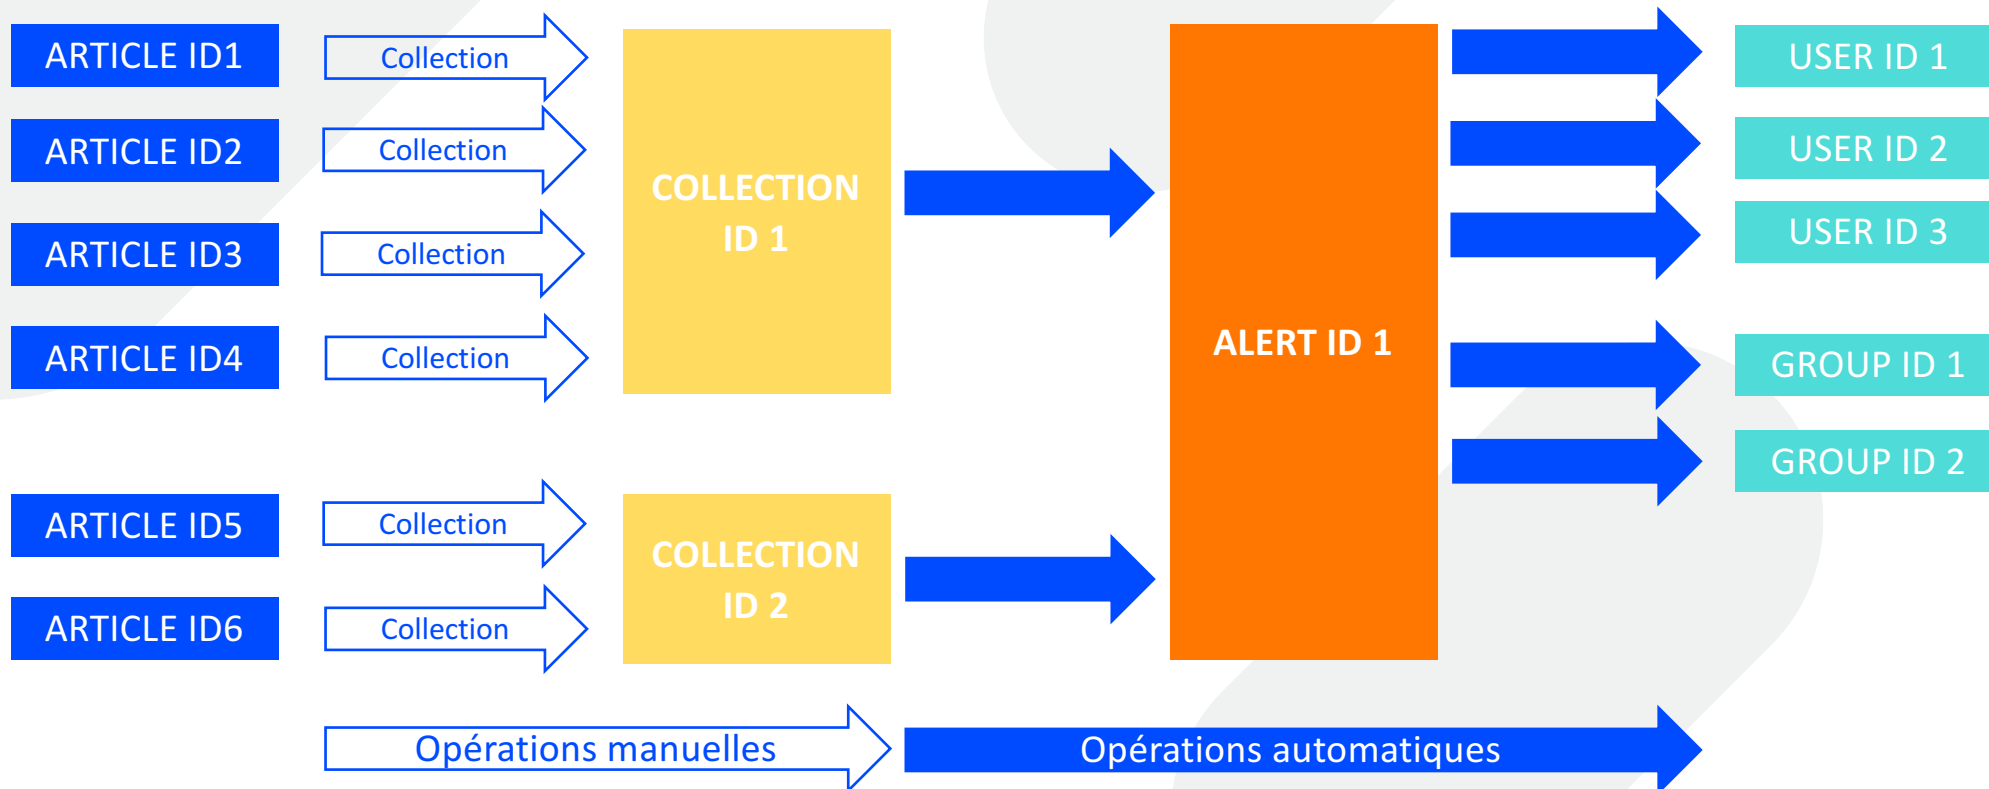 ARTICLE ID1
Collection
ARTICLE ID2
Collection
ARTICLE ID3
Collection
ARTICLE ID4
Collection
COLLECTION
ID 1
ARTICLE ID5
Collection
ARTICLE ID6
Collection
COLLECTION
ID 2
ALERT ID 1
USER ID 1
USER ID 2
USER ID 3
GROUP ID 1
GROUP ID 2
Opérations manuelles
Opérations automatiques